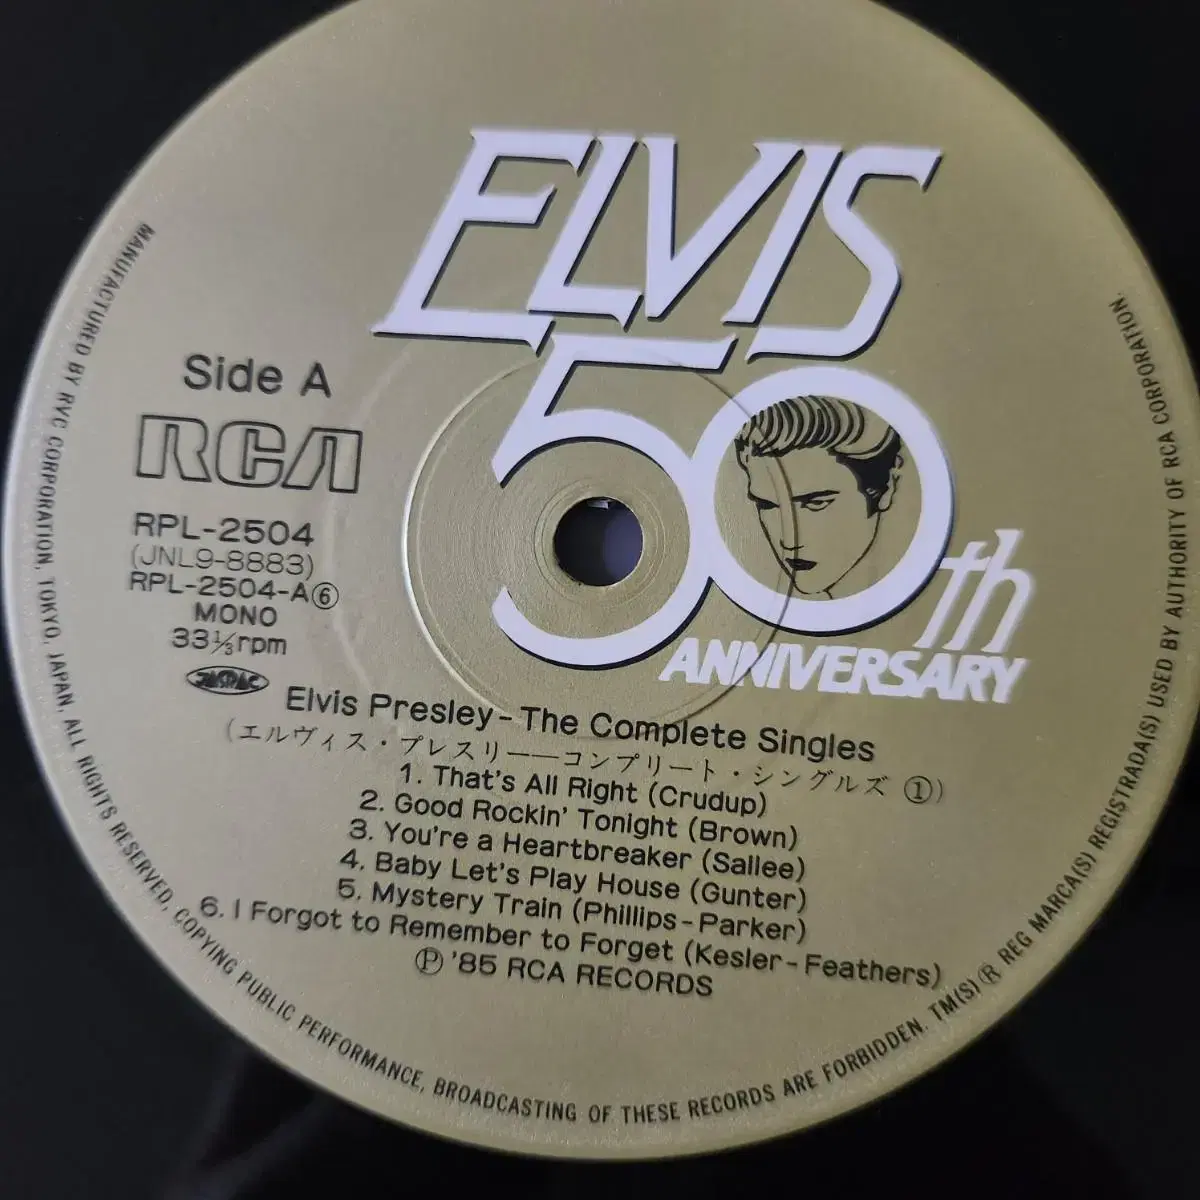 ELVIS
50th
ANNIVERSARY
Side A
RCA
RPL-2504
(JNL9-8883)
RPL-2504-A⑥
MONO
33⅓rpm
JASRAC
Elvis Presley-The Complete Singles
(エルヴィス・プレスリー――コンプリート・シングルズ ①)
1. That's All Right (Crudup)
2. Good Rockin' Tonight (Brown)
3. You're a Heartbreaker (Sallee)
4. Baby Let's Play House (Gunter)
5. Mystery Train (Phillips-Parker)
6. I Forgot to Remember to Forget (Kesler-Feathers)
Ⓟ '85 RCA RECORDS
MANUFACTURED BY RVC CORPORATION, TOKYO, JAPAN ALL RIGHTS RESERVED, COPYING PUBLIC PERFORMANCE, BROADCASTING OF THESE RECORDS ARE FORBIDDEN. TM(S)® REG MARCA(S) REGISTRADA(S) USED BY AUTHORITY OF RCA CORPORATION.